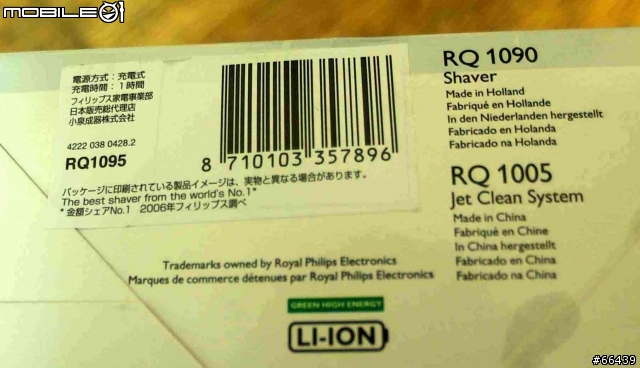 MOBILE01
電源方式：充電式
充電時間：1時間
フィリップス家電事業部
日本販売総代理店
小泉成器株式会社
4222 038 0428.2
RQ1095
8 710103 357896
パッケージに印刷されている製品イメージは、実物と異なる場合があります。
The best shaver from the world's No.1*
*金額シェアNo.1 2006年フィリップス調べ
RQ 1090
Shaver
Made in Holland
Fabriqué en Hollande
In den Niederlanden hergestellt
Fabricado en Holanda
Fabricado na Holanda
RQ 1005
Jet Clean System
Made in China
Fabriqué en Chine
In China hergestellt
Fabricado en China
Fabricado na China
Trademarks owned by Royal Philips Electronics
Marques de commerce détenues par Royal Philips Electronics
GREEN HIGH ENERGY
LI-ION
#66439